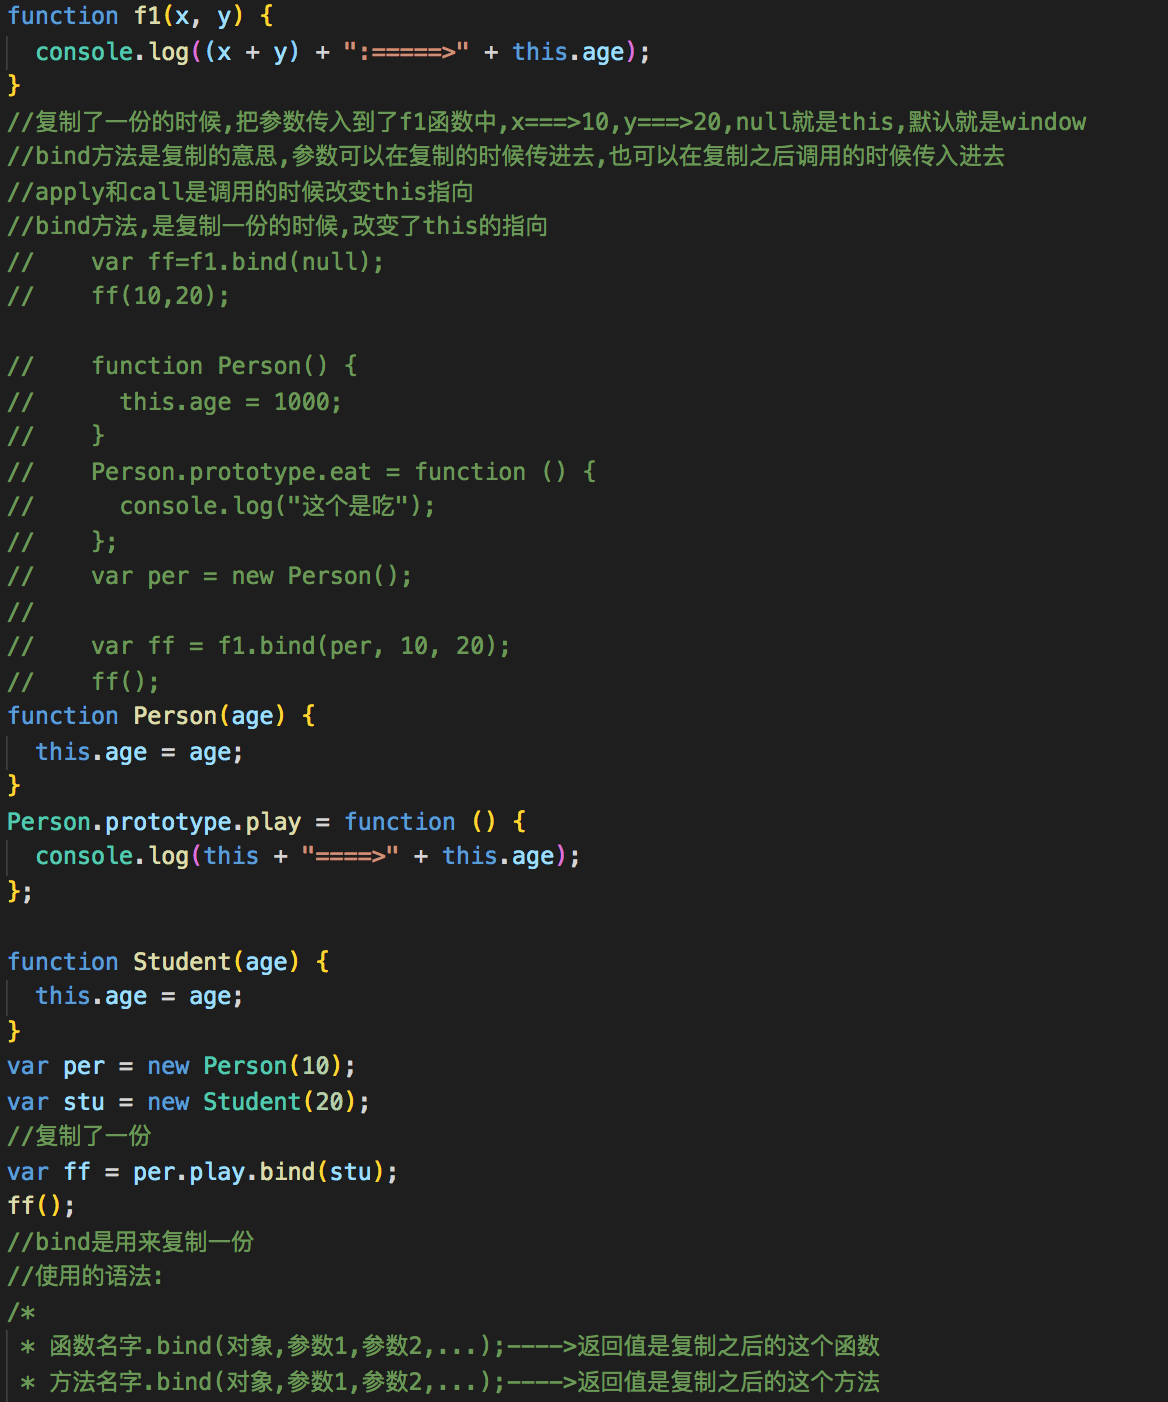 function f1(x, y) {
  console.log((x + y) + ":=====>" + this.age);
}
//复制了一份的时候,把参数传入到了f1函数中,x===>10,y===>20,null就是this,默认就是window
//bind方法是复制的意思,参数可以在复制的时候传进去,也可以在复制之后调用的时候传入进去
//apply和call是调用的时候改变this指向
//bind方法,是复制一份的时候,改变了this的指向
//    var ff=f1.bind(null);
//    ff(10,20);

//    function Person() {
//      this.age = 1000;
//    }
//    Person.prototype.eat = function () {
//      console.log("这个是吃");
//    };
//    var per = new Person();
//
//    var ff = f1.bind(per, 10, 20);
//    ff();
function Person(age) {
  this.age = age;
}
Person.prototype.play = function () {
  console.log(this + "====>" + this.age);
};

function Student(age) {
  this.age = age;
}
var per = new Person(10);
var stu = new Student(20);
//复制了一份
var ff = per.play.bind(stu);
ff();
//bind是用来复制一份
//使用的语法:
/*
 * 函数名字.bind(对象,参数1,参数2,...);---->返回值是复制之后的这个函数
 * 方法名字.bind(对象,参数1,参数2,...);---->返回值是复制之后的这个方法